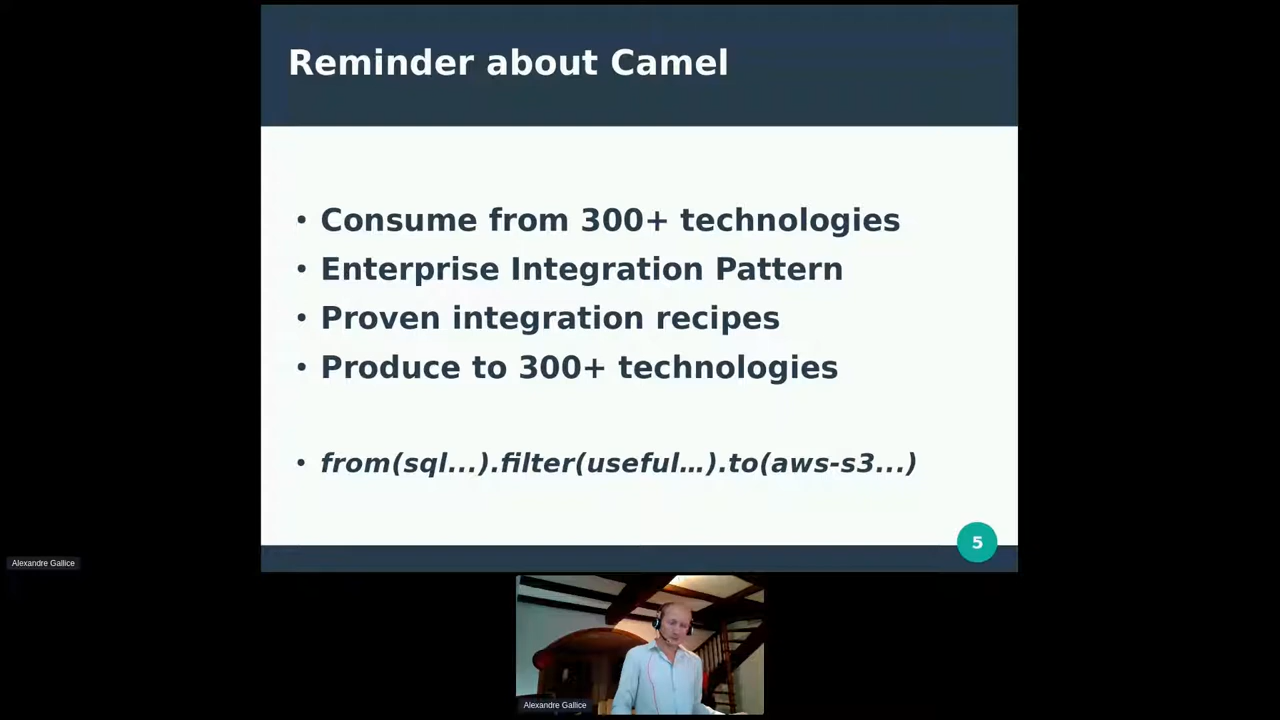 Reminder about Camel
• Consume from 300+ technologies
• Enterprise Integration Pattern
• Proven integration recipes
• Produce to 300+ technologies
• from(sql...).filter(useful…).to(aws-s3...)
5
Alexandre Gallice
Alexandre Gallice